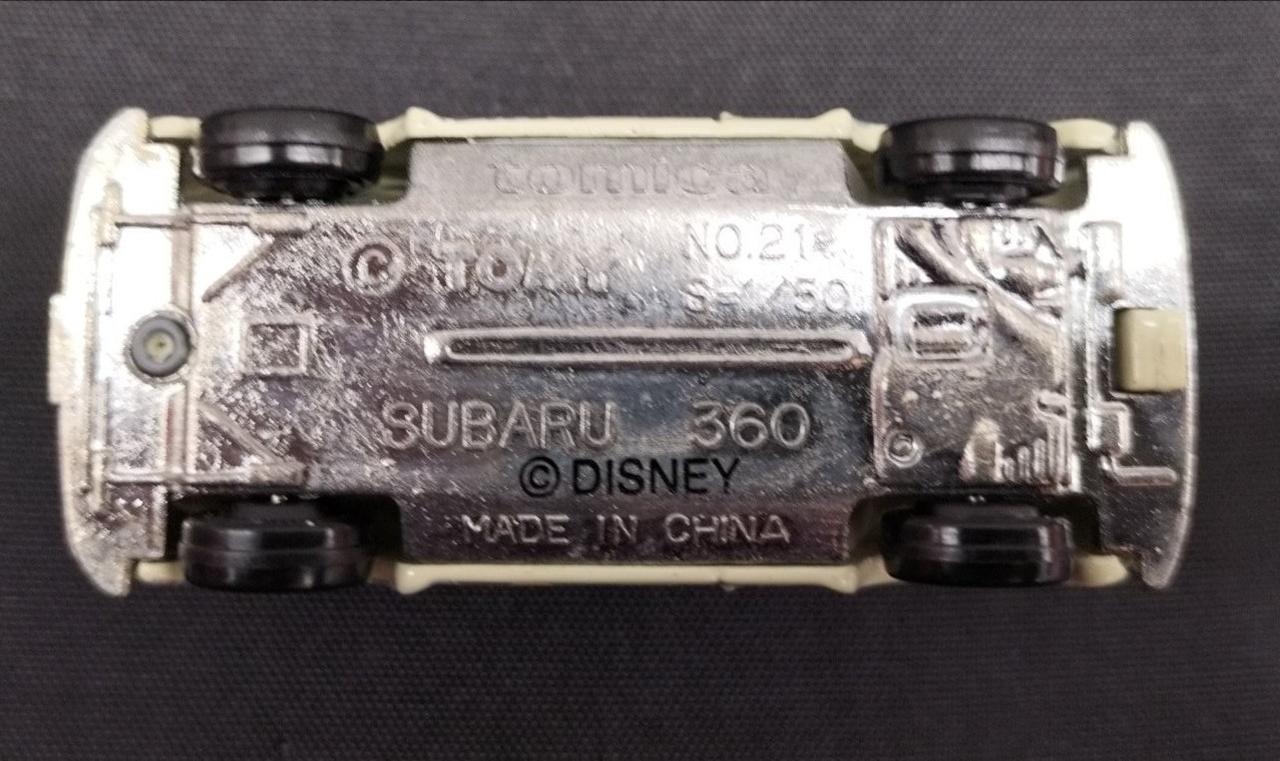 tomica
© TOMY
NO.21
S=1/50
SUBARU 360
© DISNEY
MADE IN CHINA